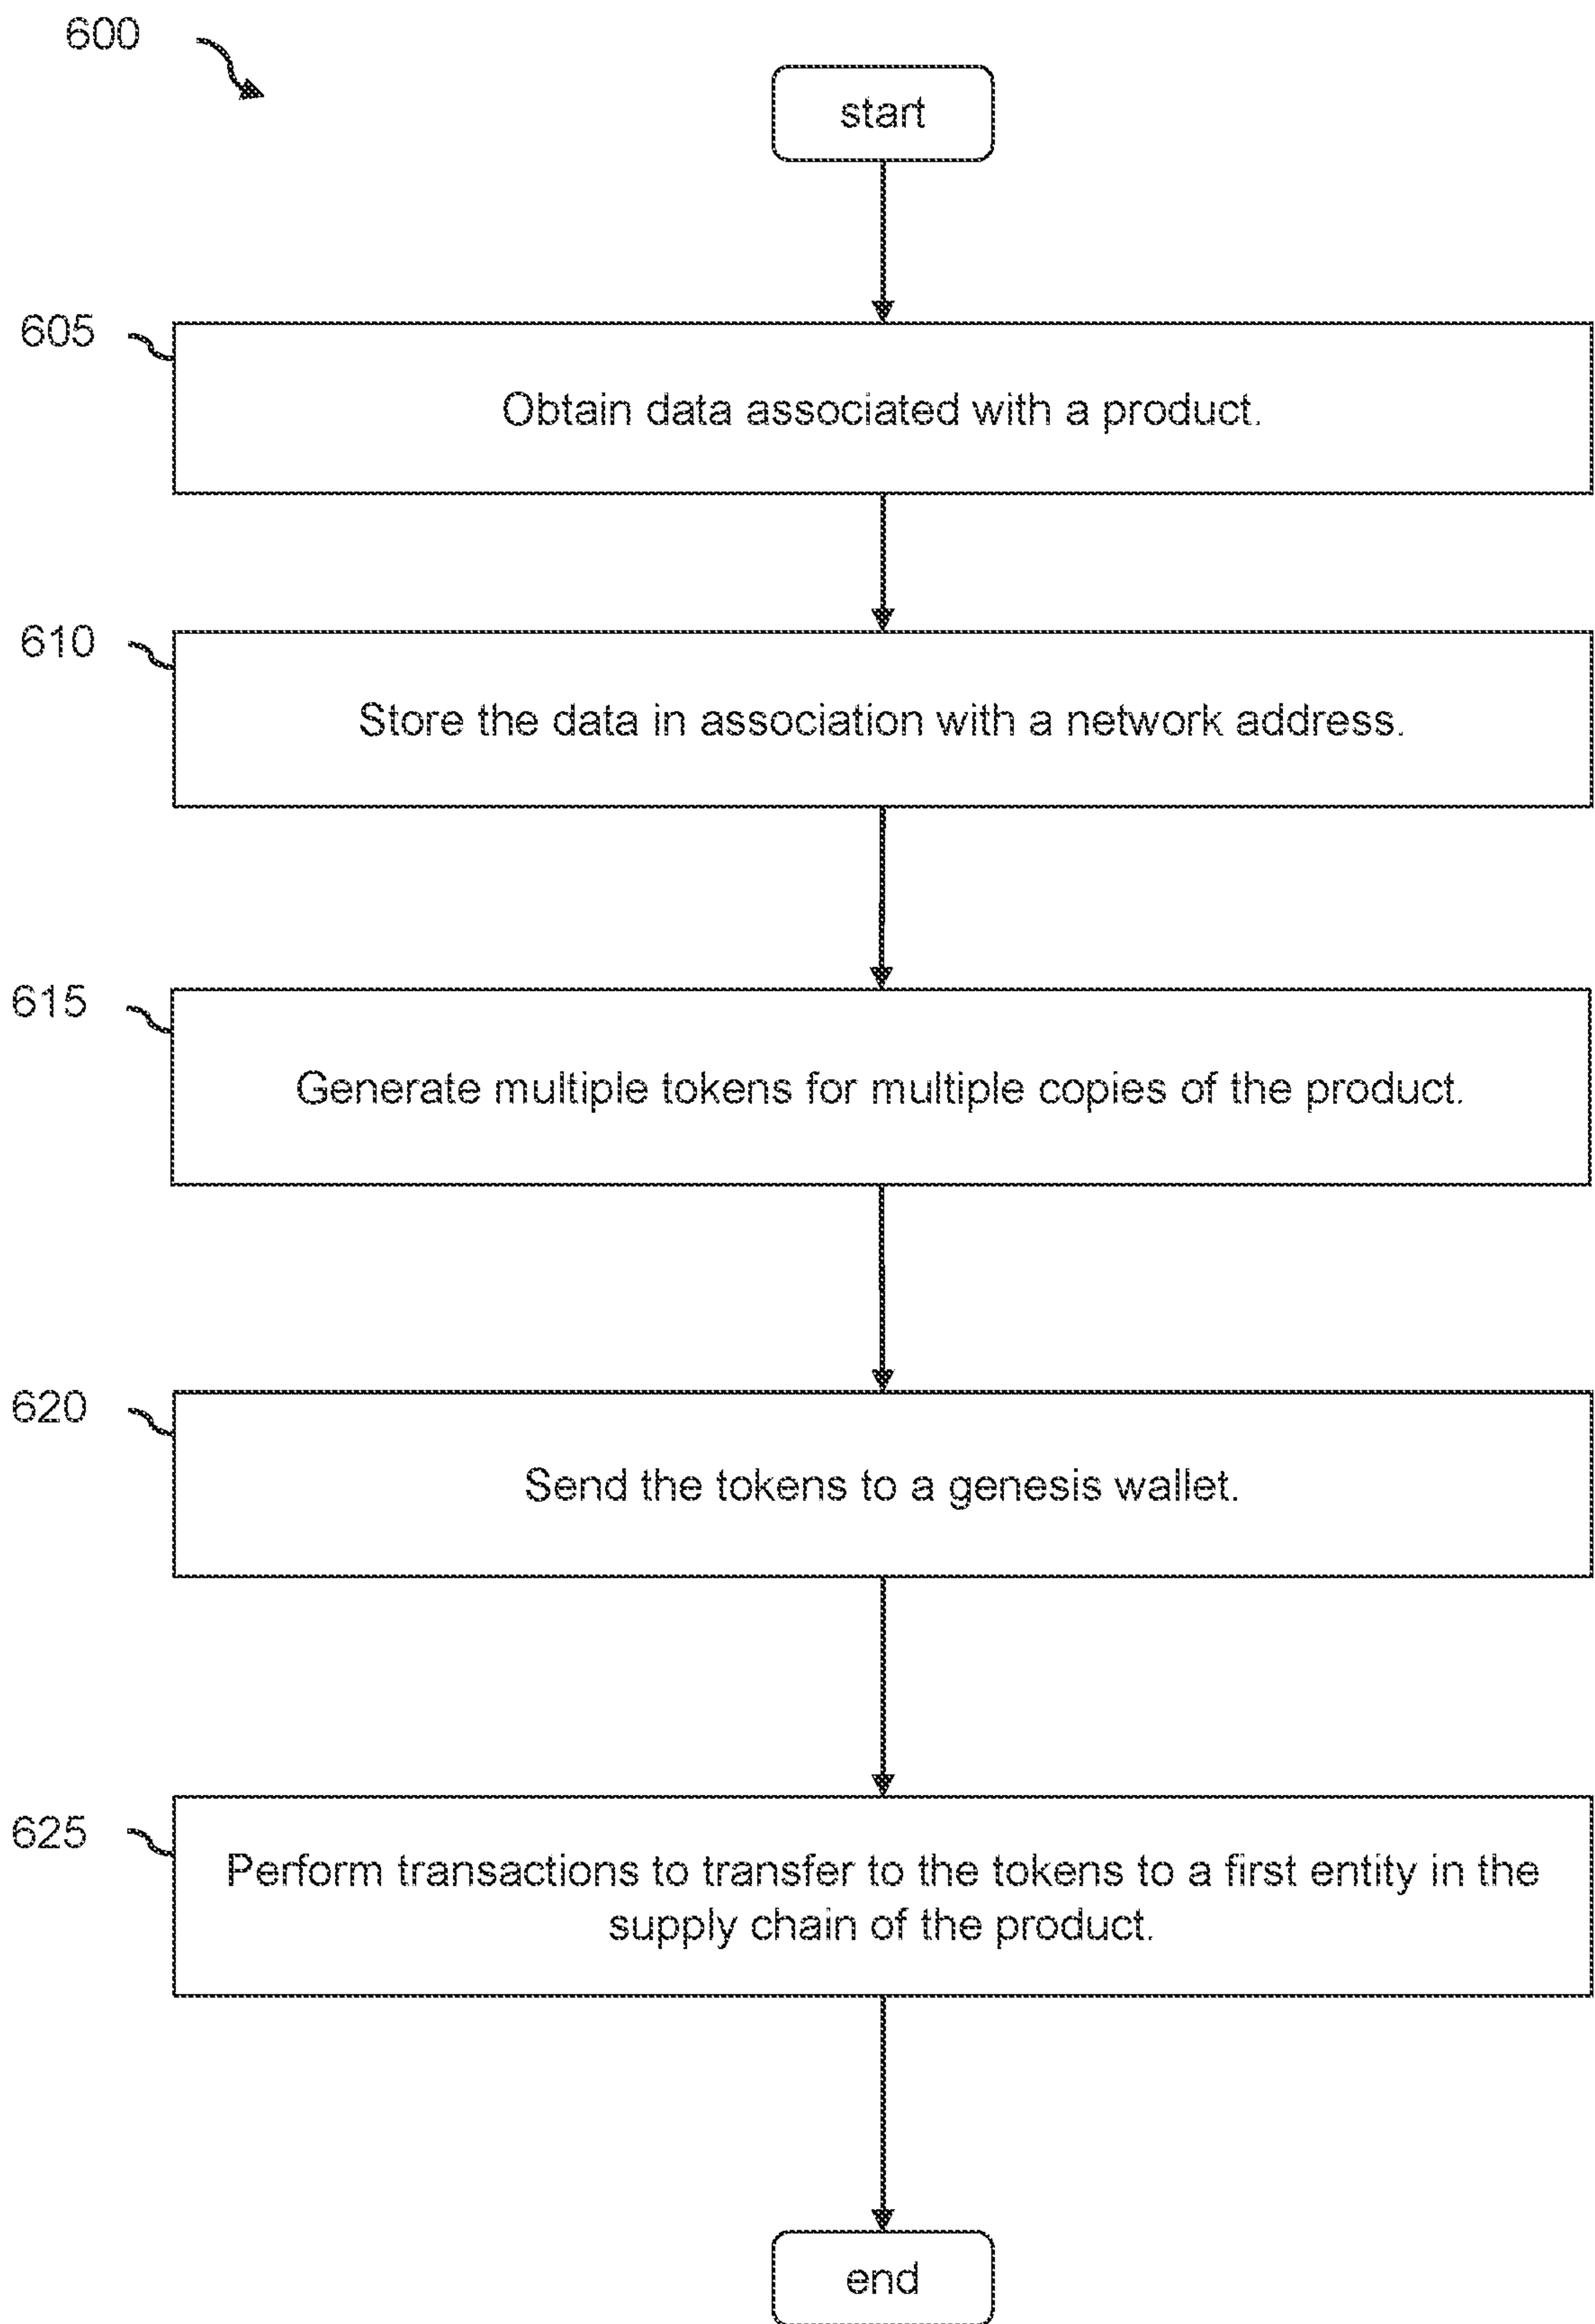 600
start
605
Obtain data associated with a product.
610
Store the data in association with a network address.
615
Generate multiple tokens for multiple copies of the product.
620
Send the tokens to a genesis wallet.
625
Perform transactions to transfer to the tokens to a first entity in the
supply chain of the product.
end